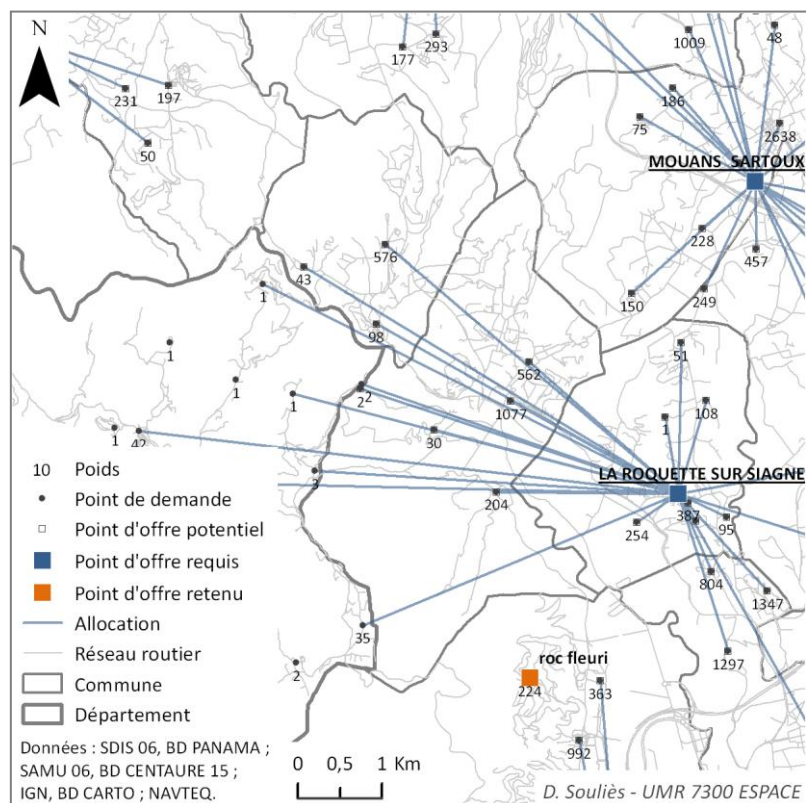 N
293
177
48
1009
231
197
186
75
2638
50
MOUANS SARTOUX
228
576
457
43
1
150
249
98
1
51
562
1
1
2
2
1077
108
1
1
42
30
LA ROQUETTE SUR SIAGNE
3
204
387
254
95
804
1347
35
1297
2
roc fleuri
224
363
992
10 Poids
Point de demande
Point d'offre potentiel
Point d'offre requis
Point d'offre retenu
Allocation
Réseau routier
Commune
Département
Données : SDIS 06, BD PANAMA ;
SAMU 06, BD CENTAURE 15 ;
IGN, BD CARTO ; NAVTEQ.
0 0,5 1 Km
D. Souliès - UMR 7300 ESPACE